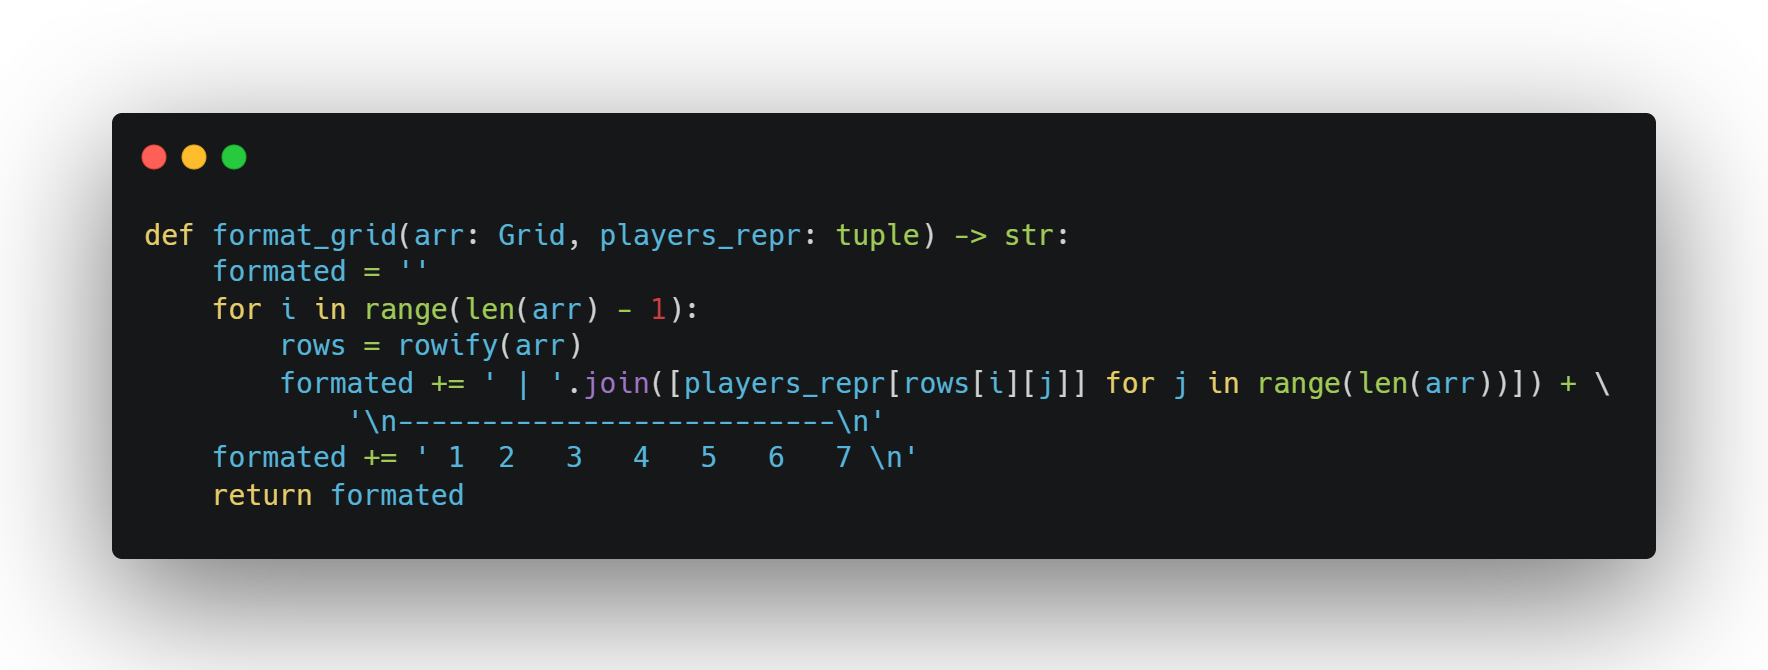 def format_grid(arr: Grid, players_repr: tuple) -> str:
    formated = ''
    for i in range(len(arr) - 1):
        rows = rowify(arr)
        formated += ' | '.join([players_repr[rows[i][j]] for j in range(len(arr))]) + \
            '\n--------------------------\n'
    formated += ' 1  2   3   4   5   6   7 \n'
    return formated